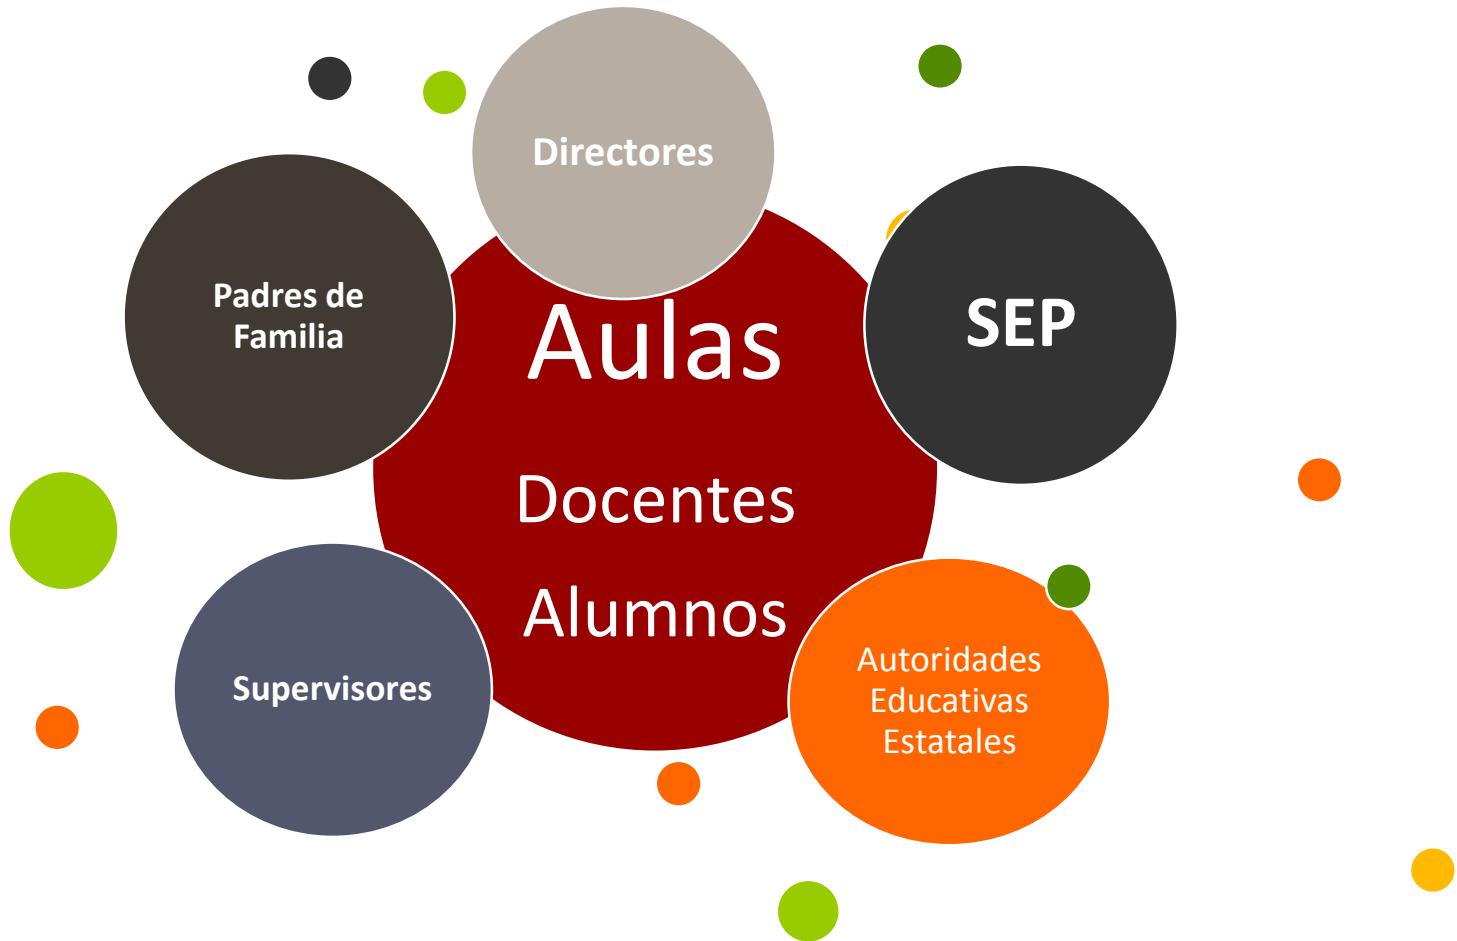 Directores
Padres de
Familia
SEP
Aulas
Docentes
Alumnos
Supervisores
Autoridades
Educativas
Estatales